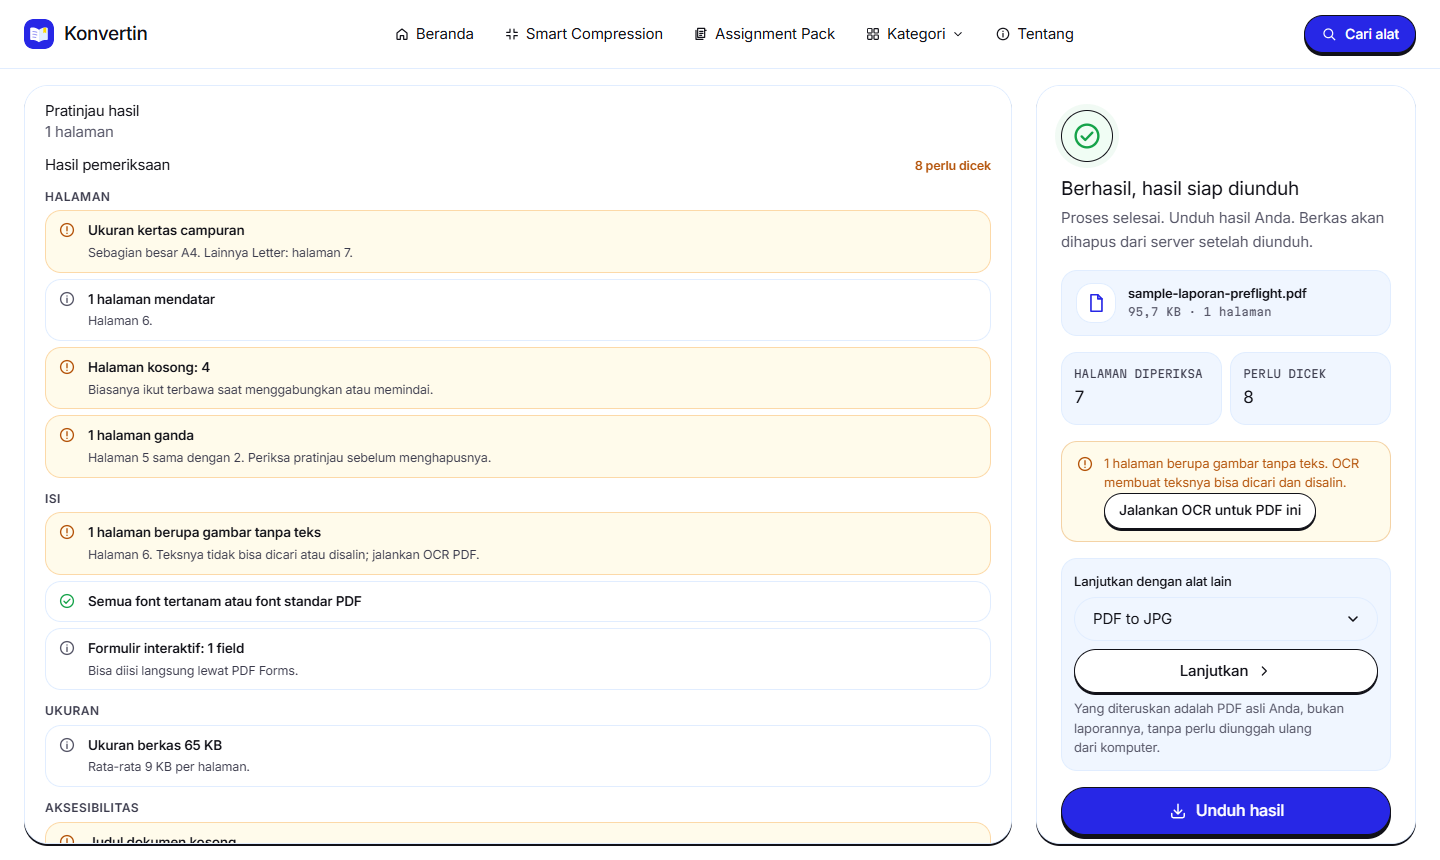 Konvertin
Beranda
Smart Compression
Assignment Pack
Kategori
Tentang
Cari alat
Pratinjau hasil
1 halaman
Hasil pemeriksaan
8 perlu dicek
HALAMAN
Ukuran kertas campuran
Sebagian besar A4. Lainnya Letter: halaman 7.
1 halaman mendatar
Halaman 6.
Halaman kosong: 4
Biasanya ikut terbawa saat menggabungkan atau memindai.
1 halaman ganda
Halaman 5 sama dengan 2. Periksa pratinjau sebelum menghapusnya.
ISI
1 halaman berupa gambar tanpa teks
Halaman 6. Teksnya tidak bisa dicari atau disalin; jalankan OCR PDF.
Semua font tertanam atau font standar PDF
Formulir interaktif: 1 field
Bisa diisi langsung lewat PDF Forms.
UKURAN
Ukuran berkas 65 KB
Rata-rata 9 KB per halaman.
AKSESIBILITAS
Judul dokumen kosong
Berhasil, hasil siap diunduh
Proses selesai. Unduh hasil Anda. Berkas akan
dihapus dari server setelah diunduh.
sample-laporan-preflight.pdf
95,7 KB · 1 halaman
HALAMAN DIPERIKSA
7
PERLU DICEK
8
1 halaman berupa gambar tanpa teks. OCR
membuat teksnya bisa dicari dan disalin.
Jalankan OCR untuk PDF ini
Lanjutkan dengan alat lain
PDF to JPG
Lanjutkan
Yang diteruskan adalah PDF asli Anda, bukan
laporannya, tanpa perlu diunggah ulang
dari komputer.
Unduh hasil